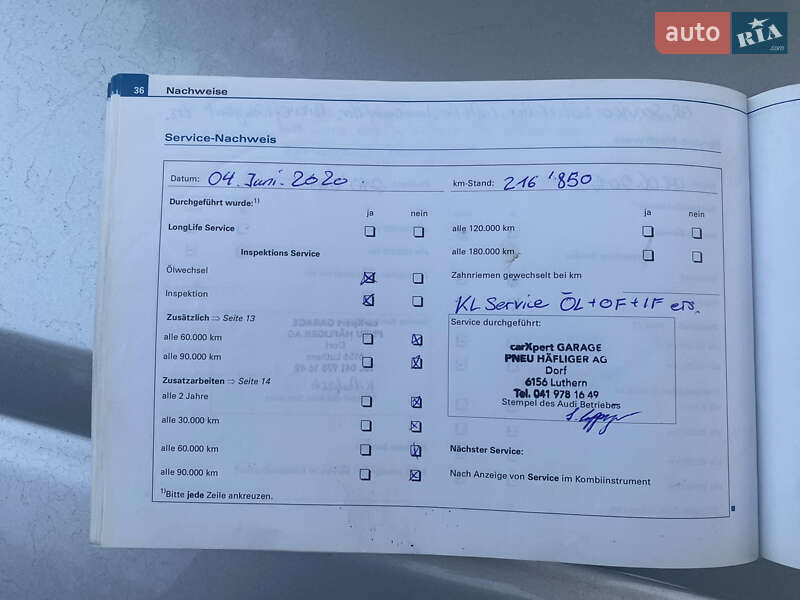 auto RIA .com
36 Nachweise
Service-Nachweis
Datum: 04. Juni. 2020
km-Stand: 216'850
Durchgeführt wurde:¹⁾
ja nein
LongLife Service
Inspektions Service
Ölwechsel
Inspektion
Zusätzlich ⇒ Seite 13
alle 60.000 km
alle 90.000 km
Zusatzarbeiten ⇒ Seite 14
alle 2 Jahre
alle 30.000 km
alle 60.000 km
alle 90.000 km
¹⁾Bitte jede Zeile ankreuzen.
ja nein
alle 120.000 km
alle 180.000 km
Zahnriemen gewechselt bei km
KL Service ÖL+OF+IF ers.
Service durchgeführt:
carXpert GARAGE
PNEU HÄFLIGER AG
Dorf
6156 Luthern
Tel. 041 978 16 49
Stempel des Audi Betriebes
Nächster Service:
Nach Anzeige von Service im Kombiinstrument